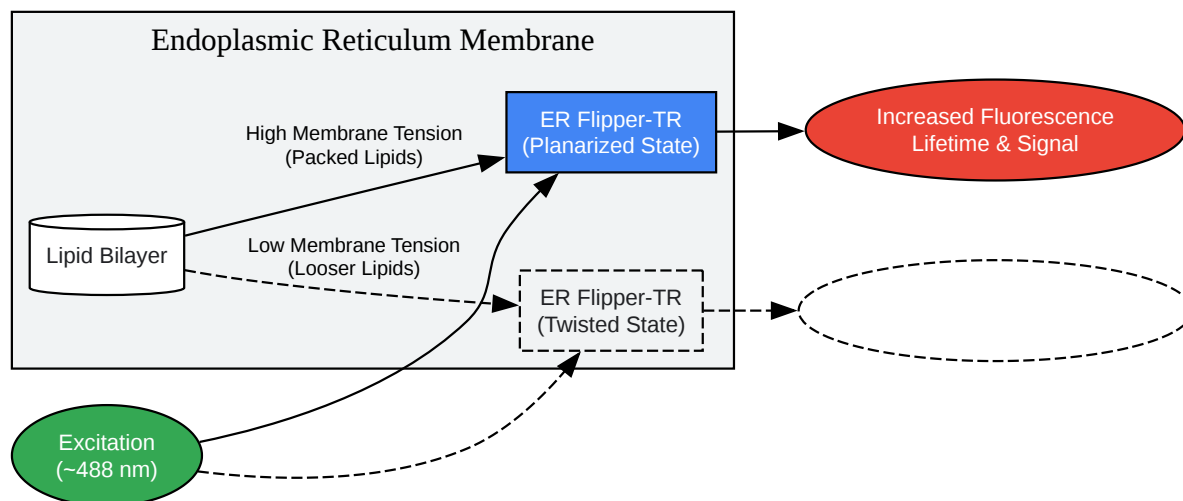 Endoplasmic Reticulum Membrane
High Membrane Tension
(Packed Lipids)
ER Flipper-TR
(Planarized State)
Increased Fluorescence
Lifetime & Signal
Lipid Bilayer
Low Membrane Tension
(Looser Lipids)
ER Flipper-TR
(Twisted State)
Excitation
(~488 nm)